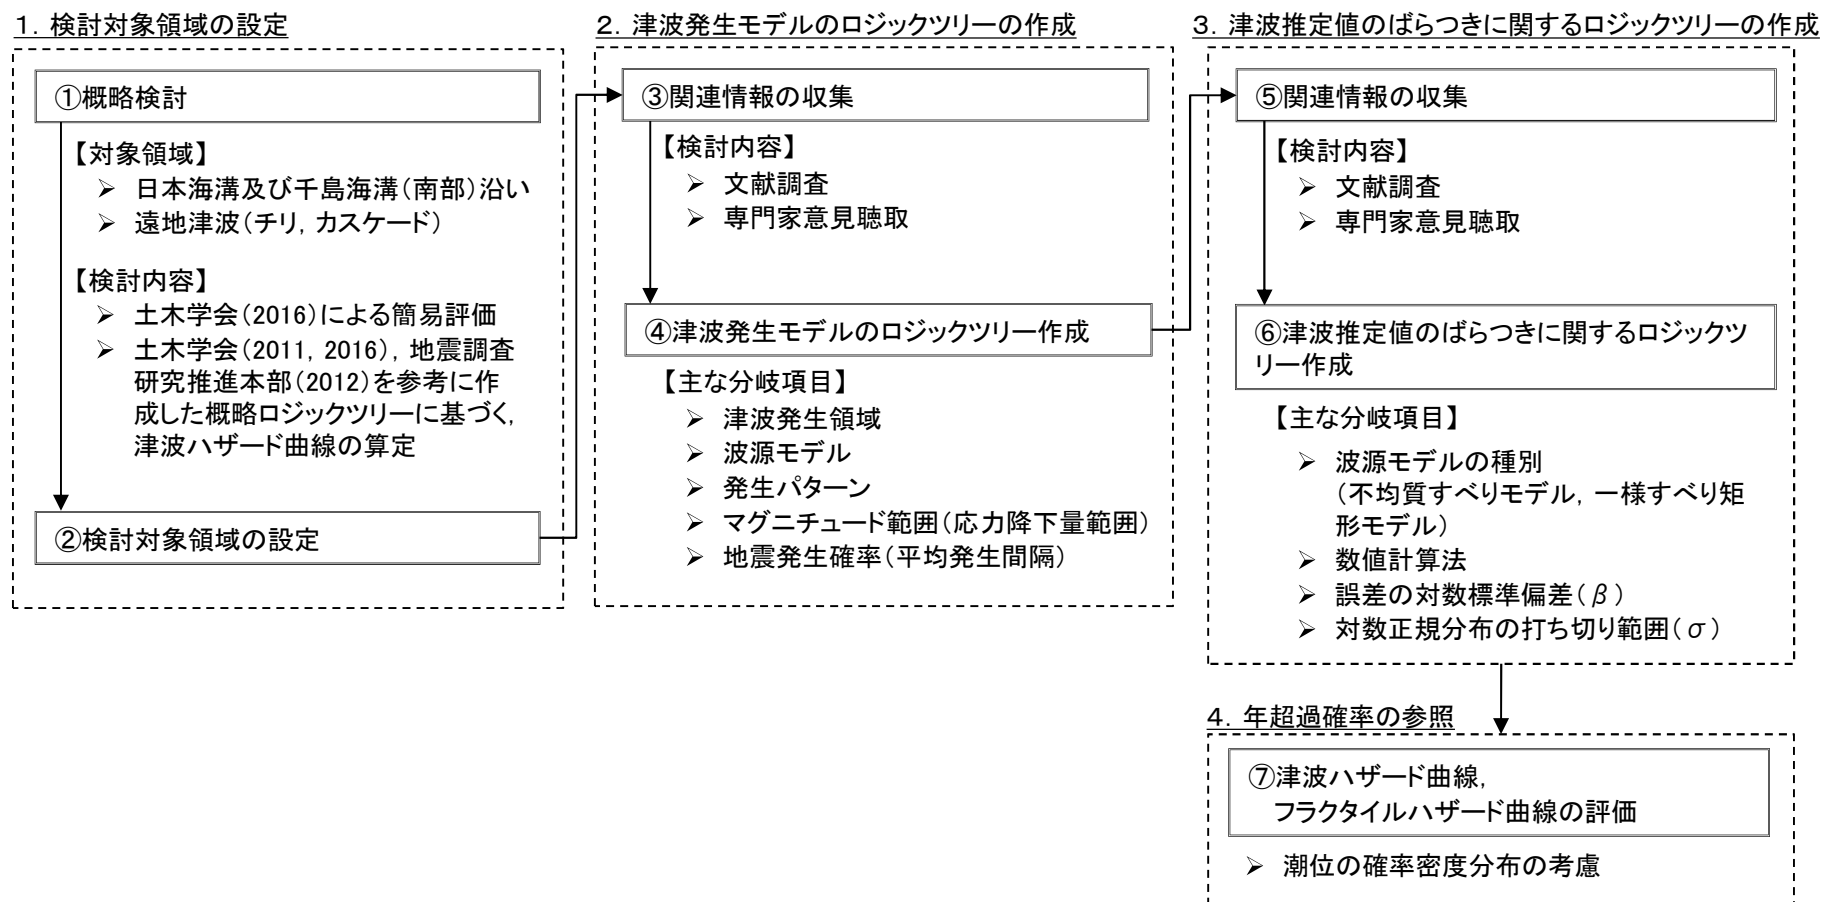 １．検討対象領域の設定
①概略検討
【対象領域】
➢ 日本海溝及び千島海溝（南部）沿い
➢ 遠地津波（チリ，カスケード）
【検討内容】
➢ 土木学会（2016）による簡易評価
➢ 土木学会（2011，2016），地震調査
研究推進本部（2012）を参考に作
成した概略ロジックツリーに基づく，
津波ハザード曲線の算定
②検討対象領域の設定
２．津波発生モデルのロジックツリーの作成
③関連情報の収集
【検討内容】
➢ 文献調査
➢ 専門家意見聴取
④津波発生モデルのロジックツリー作成
【主な分岐項目】
➢ 津波発生領域
➢ 波源モデル
➢ 発生パターン
➢ マグニチュード範囲（応力降下量範囲）
➢ 地震発生確率（平均発生間隔）
３．津波推定値のばらつきに関するロジックツリーの作成
⑤関連情報の収集
【検討内容】
➢ 文献調査
➢ 専門家意見聴取
⑥津波推定値のばらつきに関するロジックツ
リー作成
【主な分岐項目】
➢ 波源モデルの種別
（不均質すべりモデル，一様すべり矩
形モデル）
➢ 数値計算法
➢ 誤差の対数標準偏差（β）
➢ 対数正規分布の打ち切り範囲（σ）
４．年超過確率の参照
⑦津波ハザード曲線，
フラクタイルハザード曲線の評価
➢ 潮位の確率密度分布の考慮